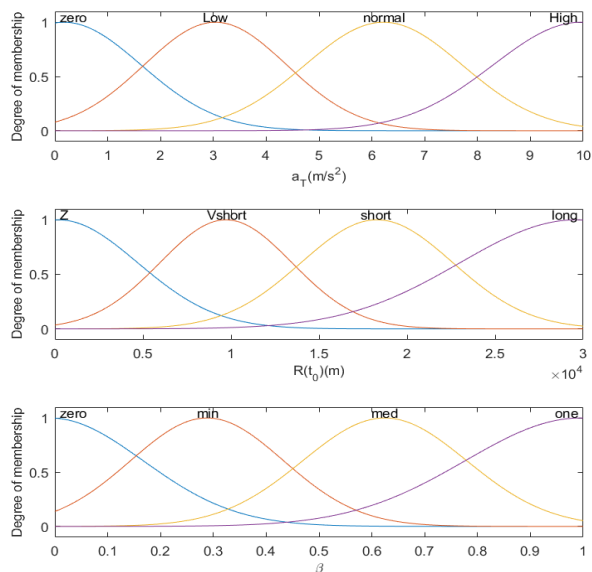 zero Low normal High
Degree of membership
1
0.5
0
0 1 2 3 4 5 6 7 8 9 10
a_T(m/s^2)
Z Vshort short long
Degree of membership
1
0.5
0
0 0.5 1 1.5 2 2.5 3
R(t_0)(m)
×10^4
zero mih med one
Degree of membership
1
0.5
0
0 0.1 0.2 0.3 0.4 0.5 0.6 0.7 0.8 0.9 1
β